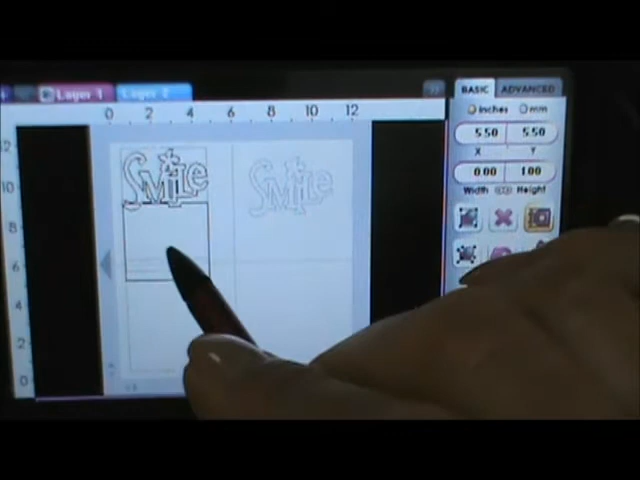 Layer 1 Layer 2
BASIC ADVANCED
inches mm
0 2 4 6 8 10 12
5.50 5.50
X Y
0.00 1.00
Width Height
12
10
8
6
4
2
0
SMiLe SMiLe